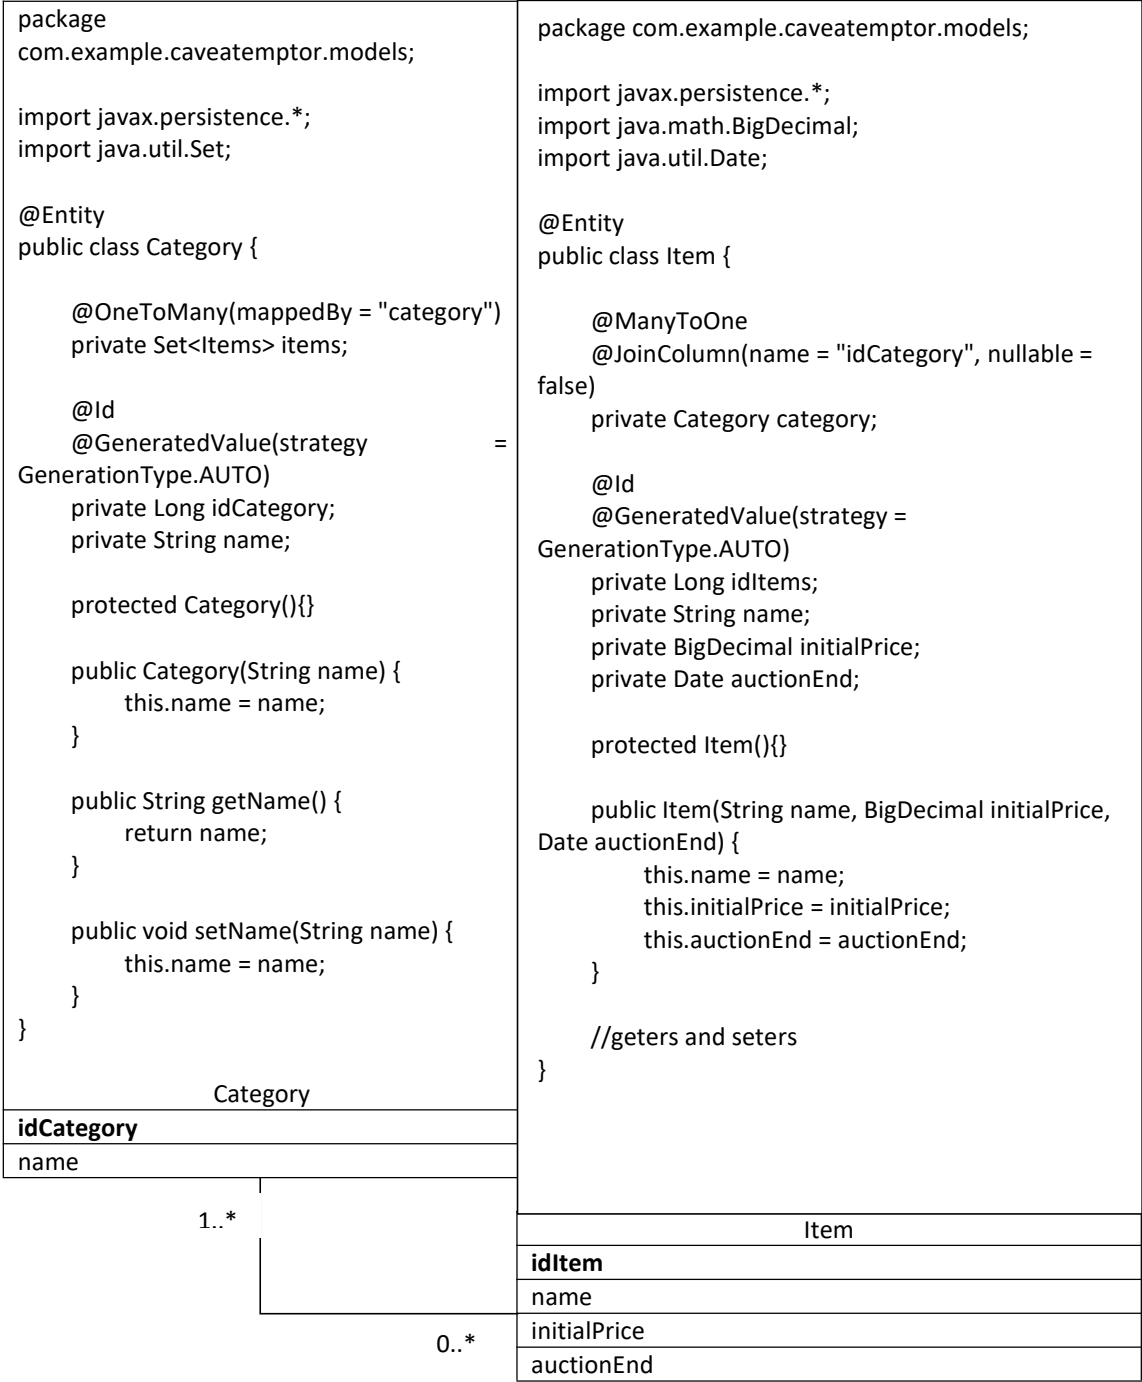 package
com.example.caveatemptor.models;
import javax.persistence.*;
import java.util.Set;
@Entity
public class Category {
@OneToMany(mappedBy = "category")
private Set<Items> items;
@Id
@GeneratedValue(strategy =
GenerationType.AUTO)
private Long idCategory;
private String name;
protected Category(){}
public Category(String name) {
this.name = name;
}
public String getName() {
return name;
}
public void setName(String name) {
this.name = name;
}
}
package com.example.caveatemptor.models;
import javax.persistence.*;
import java.math.BigDecimal;
import java.util.Date;
@Entity
public class Item {
@ManyToOne
@JoinColumn(name = "idCategory", nullable =
false)
private Category category;
@Id
@GeneratedValue(strategy =
GenerationType.AUTO)
private Long idItems;
private String name;
private BigDecimal initialPrice;
private Date auctionEnd;
protected Item(){}
public Item(String name, BigDecimal initialPrice,
Date auctionEnd) {
this.name = name;
this.initialPrice = initialPrice;
this.auctionEnd = auctionEnd;
}
//geters and seters
}
Category
idCategory
name
1..*
0..*
Item
idItem
name
initialPrice
auctionEnd